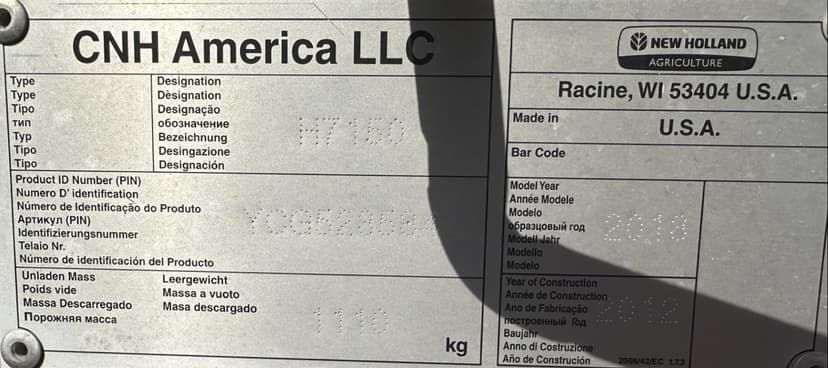 CNH America LLC
Type
Type
Tipo
тип
Typ
Tipo
Tipo
Designation
Dèsignation
Designação
обозначение
Bezeichnung
Desingazione
Designación
H7150
Product ID Number (PIN)
Numero D' identification
Número de Identificação do Produto
Артикул (PIN)
Identifizierungsnummer
Telaio Nr.
Número de identificación del Producto
Unladen Mass
Poids vide
Massa Descarregado
Порожняя масса
Leergewicht
Massa a vuoto
Masa descargado
1110
kg
NEW HOLLAND
AGRICULTURE
Racine, WI 53404 U.S.A.
Made in
U.S.A.
Bar Code
Model Year
Année Modele
Modelo
образцовый год
Modell Jahr
Modello
Modelo
2013
Year of Construction
Année de Construction
Ano de Fabricação
построенный Год
Baujahr
Anno di Costruzione
Año de Construción
2012
2006/42/EC 1.7.3